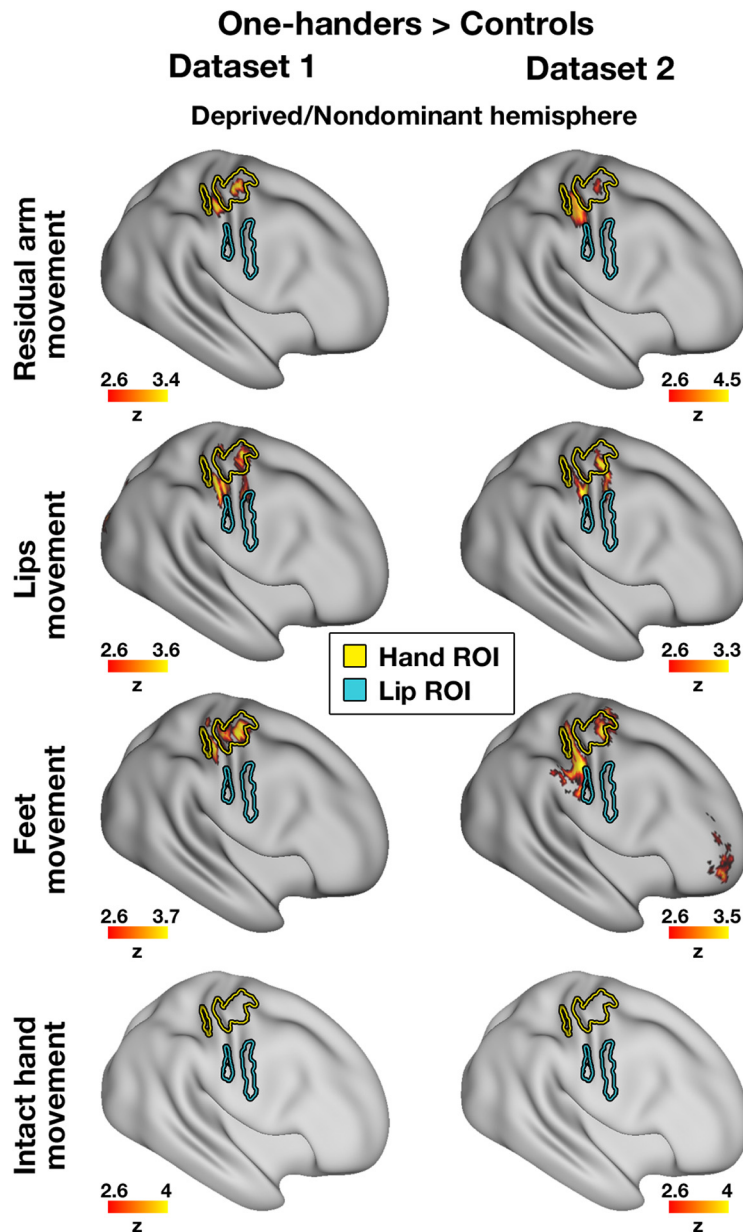 One-handers > Controls
Dataset 1
Dataset 2
Deprived/Nondominant hemisphere
Residual arm
movement
2.6 3.4
z
2.6 4.5
z
Lips
movement
2.6 3.6
z
2.6 3.3
z
Hand ROI
Lip ROI
Feet
movement
2.6 3.7
z
2.6 3.5
z
Intact hand
movement
2.6 4
z
2.6 4
z